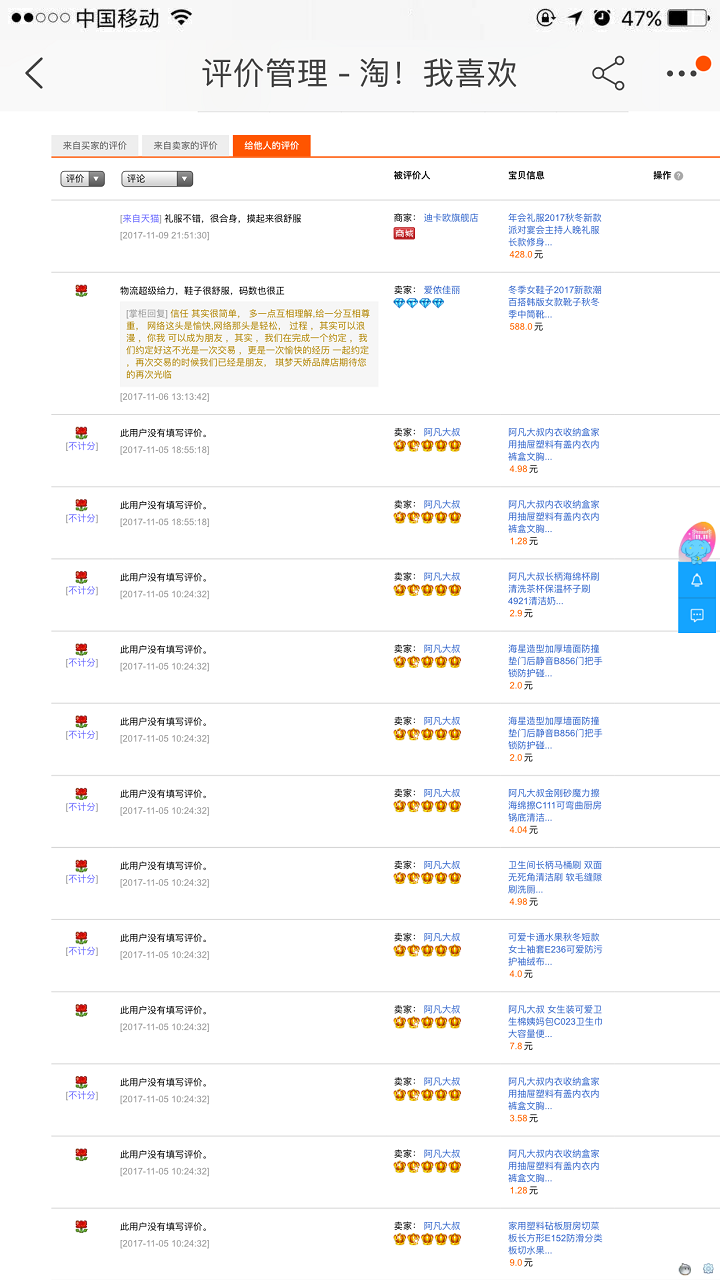 中国移动
47%
评价管理 - 淘！我喜欢
来自买家的评价 来自卖家的评价 给他人的评价
评价 评论 被评价人 宝贝信息 操作
[来自天猫] 礼服不错，很合身，摸起来很舒服
[2017-11-09 21:51:30]
商家： 迪卡欧旗舰店
商城
年会礼服2017秋冬新款
派对宴会主持人晚礼服
长款修身...
428.0元
物流超级给力，鞋子很舒服，码数也很正
[掌柜回复] 信任 其实很简单， 多一点互相理解,给一分互相尊
重， 网络这头是愉快,网络那头是轻松， 过程 ，其实可以浪
漫 ，你我 可以成为朋友 ，其实 ，我们在完成一个约定 ，我
们约定好这不光是一次交易 ，更是一次愉快的经历 一起约定
，再次交易的时候我们已经是朋友， 琪梦天娇品牌店期待您
的再次光临
[2017-11-06 13:13:42]
卖家： 爱依佳丽
冬季女鞋子2017新款潮
百搭韩版女款靴子秋冬
季中筒靴...
588.0元
[不计分]
此用户没有填写评价。
[2017-11-05 18:55:18]
卖家： 阿凡大叔
阿凡大叔内衣收纳盒家
用抽屉塑料有盖内衣内
裤盒文胸...
4.98元
[不计分]
此用户没有填写评价。
[2017-11-05 18:55:18]
卖家： 阿凡大叔
阿凡大叔内衣收纳盒家
用抽屉塑料有盖内衣内
裤盒文胸...
1.28元
[不计分]
此用户没有填写评价。
[2017-11-05 10:24:32]
卖家： 阿凡大叔
阿凡大叔长柄海绵杯刷
清洗茶杯保温杯子刷
4921清洁奶...
2.9元
[不计分]
此用户没有填写评价。
[2017-11-05 10:24:32]
卖家： 阿凡大叔
海星造型加厚墙面防撞
垫门后静音B856门把手
锁防护碰...
2.0元
[不计分]
此用户没有填写评价。
[2017-11-05 10:24:32]
卖家： 阿凡大叔
海星造型加厚墙面防撞
垫门后静音B856门把手
锁防护碰...
2.0元
[不计分]
此用户没有填写评价。
[2017-11-05 10:24:32]
卖家： 阿凡大叔
阿凡大叔金刚砂魔力擦
海绵擦C111可弯曲厨房
锅底清洁...
4.04元
[不计分]
此用户没有填写评价。
[2017-11-05 10:24:32]
卖家： 阿凡大叔
卫生间长柄马桶刷 双面
无死角清洁刷 软毛缝隙
刷洗厕...
4.98元
[不计分]
此用户没有填写评价。
[2017-11-05 10:24:32]
卖家： 阿凡大叔
可爱卡通水果秋冬短款
女士袖套E236可爱防污
护袖绒布...
4.0元
此用户没有填写评价。
[2017-11-05 10:24:32]
卖家： 阿凡大叔
阿凡大叔 女生装可爱卫
生棉姨妈包C023卫生巾
大容量便...
7.8元
[不计分]
此用户没有填写评价。
[2017-11-05 10:24:32]
卖家： 阿凡大叔
阿凡大叔内衣收纳盒家
用抽屉塑料有盖内衣内
裤盒文胸...
3.58元
此用户没有填写评价。
[2017-11-05 10:24:32]
卖家： 阿凡大叔
阿凡大叔内衣收纳盒家
用抽屉塑料有盖内衣内
裤盒文胸...
1.28元
此用户没有填写评价。
[2017-11-05 10:24:32]
卖家： 阿凡大叔
家用塑料砧板厨房切菜
板长方形E152防滑分类
板切水果...
9.0元